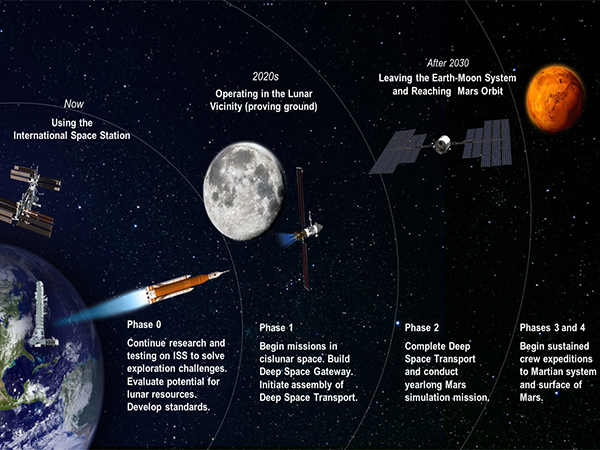 Now
Using the
International Space Station
2020s
Operating in the Lunar
Vicinity (proving ground)
After 2030
Leaving the Earth-Moon System
and Reaching Mars Orbit
Phase 0
Continue research and
testing on ISS to solve
exploration challenges.
Evaluate potential for
lunar resources.
Develop standards.
Phase 1
Begin missions in
cislunar space. Build
Deep Space Gateway.
Initiate assembly of
Deep Space Transport.
Phase 2
Complete Deep
Space Transport
and conduct
yearlong Mars
simulation mission.
Phases 3 and 4
Begin sustained
crew expeditions
to Martian system
and surface of
Mars.